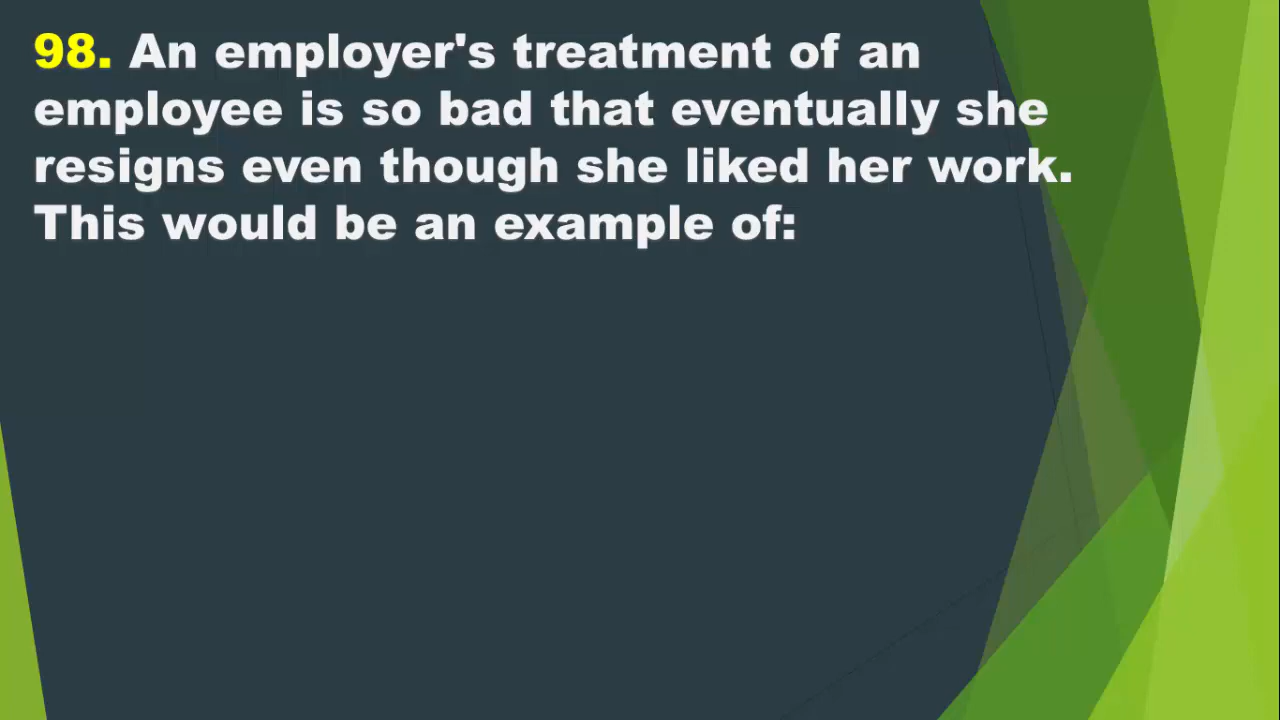 98. An employer's treatment of an
employee is so bad that eventually she
resigns even though she liked her work.
This would be an example of: